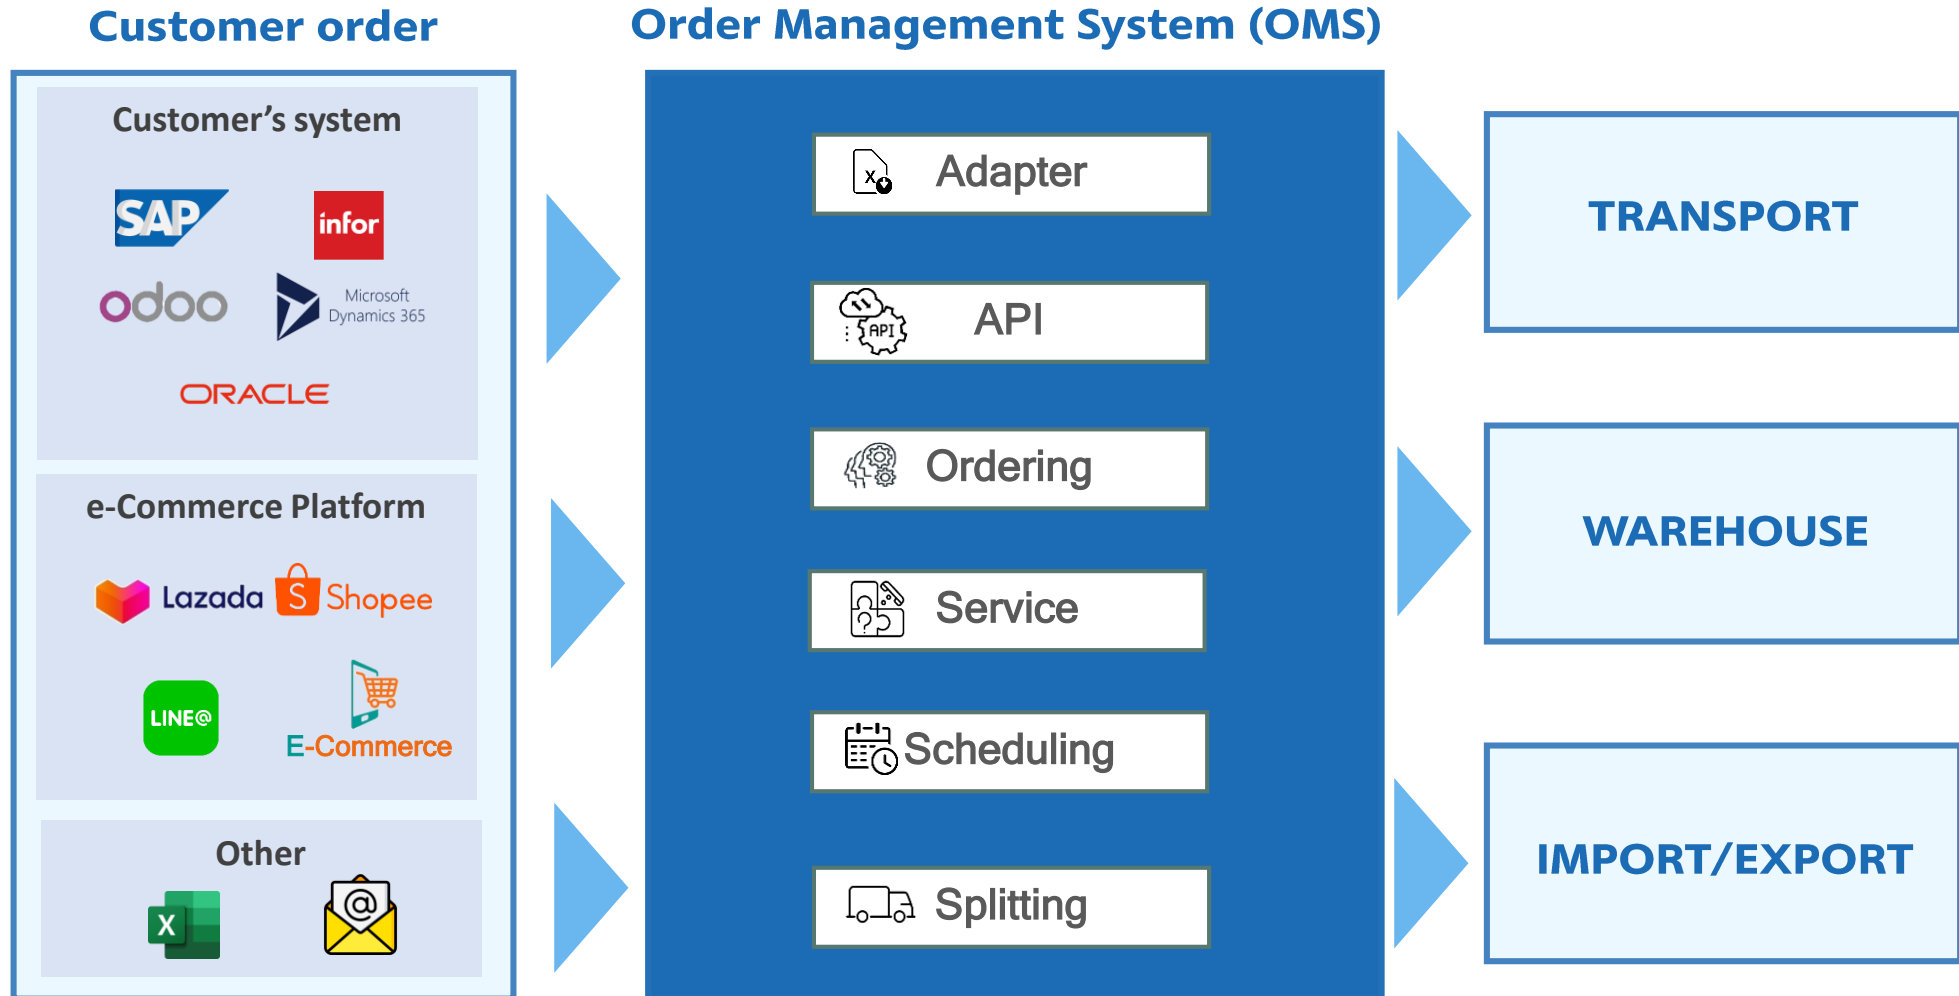 Customer order
Customer's system
SAP
infor
odoo
Microsoft
Dynamics 365
ORACLE
e-Commerce Platform
Lazada
S Shopee
LINE@
E-Commerce
Other
X
@
Order Management System (OMS)
X Adapter
API API
Ordering
? Service
Scheduling
Splitting
TRANSPORT
WAREHOUSE
IMPORT/EXPORT